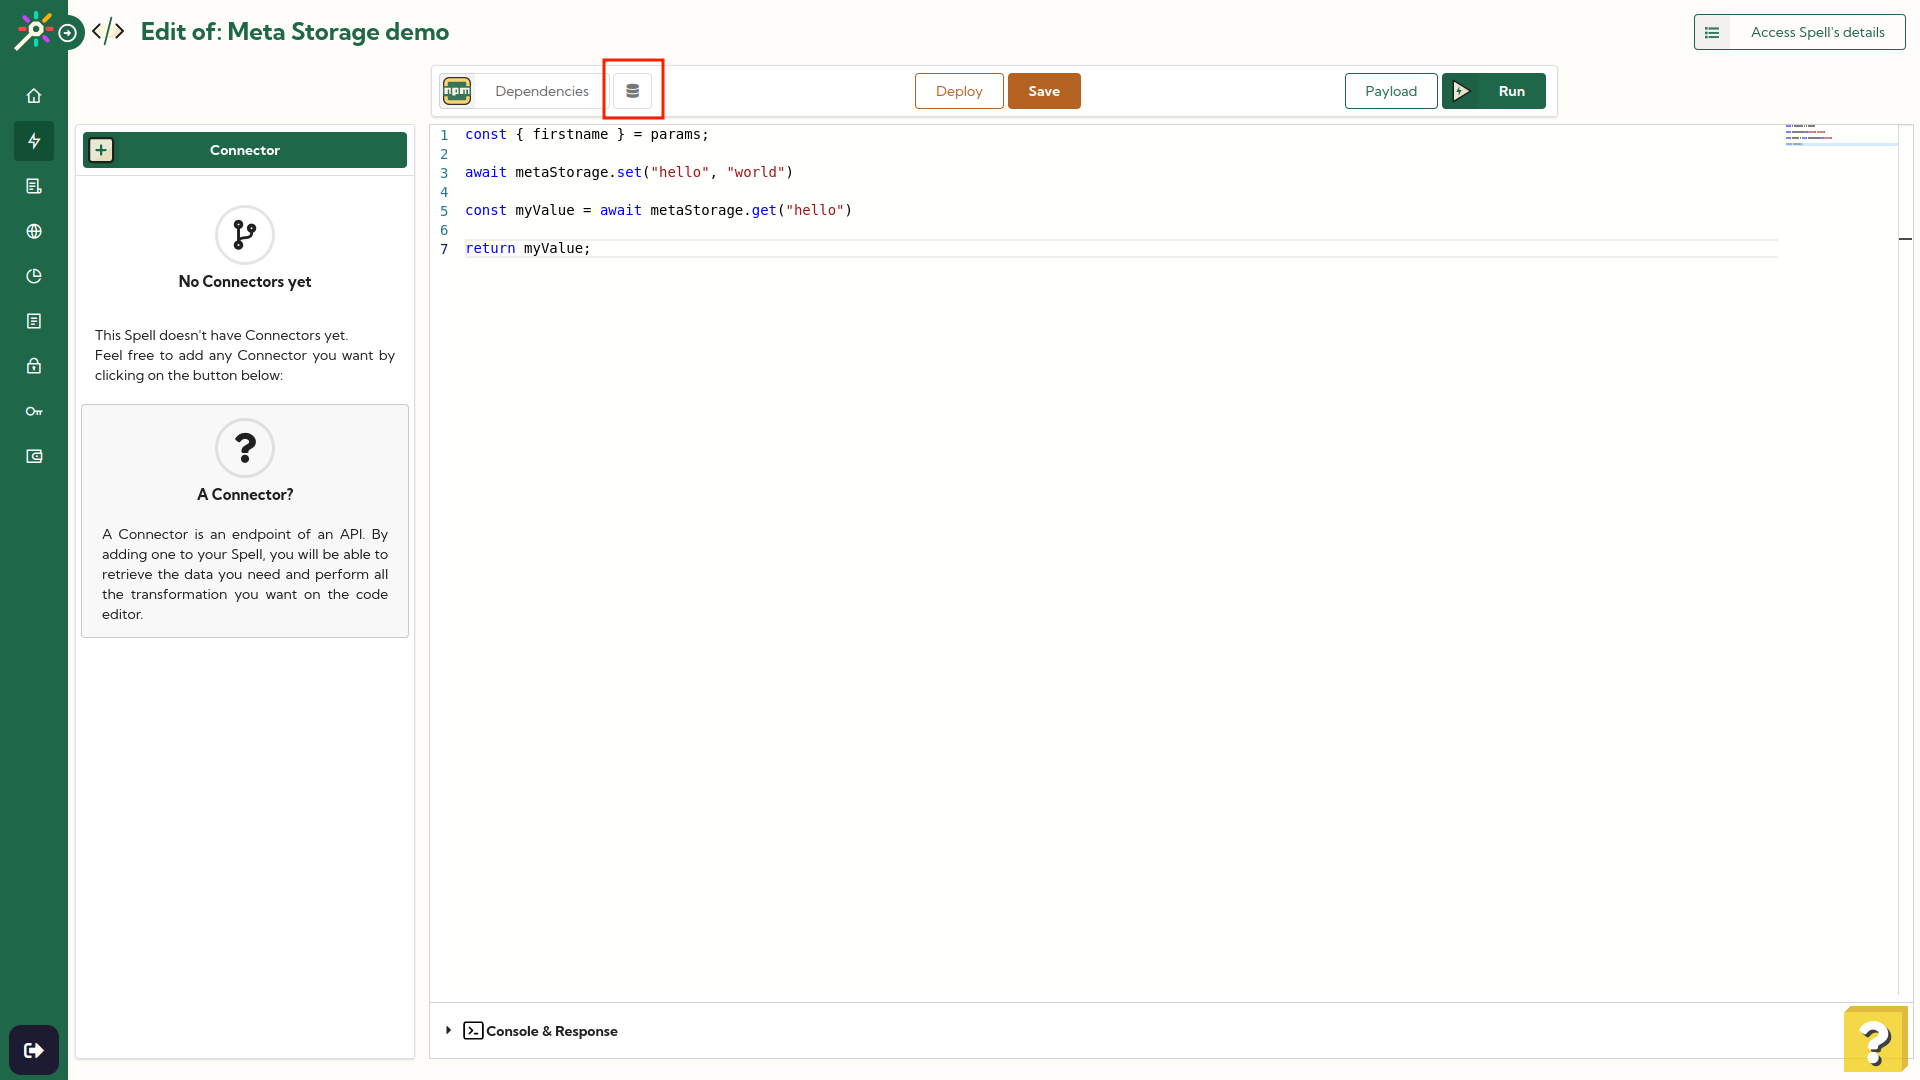 Edit of: Meta Storage demo
Access Spell's details
npm
Dependencies
Deploy
Save
Payload
Run
Connector
No Connectors yet
This Spell doesn't have Connectors yet.
Feel free to add any Connector you want by
clicking on the button below:
?
A Connector?
A Connector is an endpoint of an API. By
adding one to your Spell, you will be able to
retrieve the data you need and perform all
the transformation you want on the code
editor.
1 const { firstname } = params;
2
3 await metaStorage.set("hello", "world")
4
5 const myValue = await metaStorage.get("hello")
6
7 return myValue;
Console & Response
?